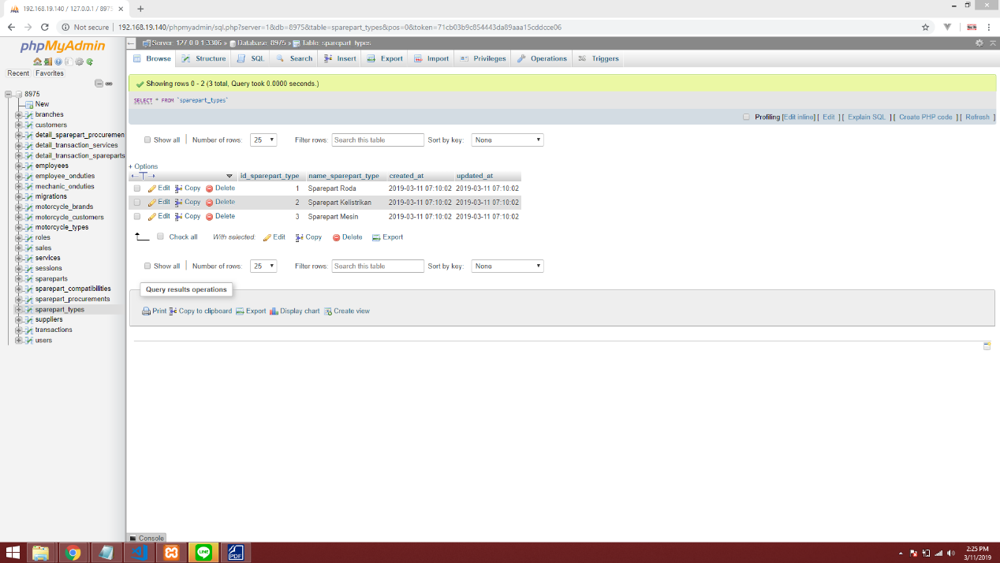 192.168.19.140 / 127.0.0.1 / 8975
Not secure 192.168.19.140/phpmyadmin/sql.php?server=1&db=8975&table=sparepart_types&pos=0&token=71cb03b9c854443da89aaa15cddcce06
phpMyAdmin
Recent Favorites
8975
New
branches
customers
detail_sparepart_procuremen
detail_transaction_services
detail_transaction_spareparts
employees
employee_onduties
mechanic_onduties
migrations
motorcycle_brands
motorcycle_customers
motorcycle_types
roles
sales
services
sessions
spareparts
sparepart_compatibilities
sparepart_procurements
sparepart_types
suppliers
transactions
users
Server: 127.0.0.1:3306 » Database: 8975 » Table: sparepart_types
Browse Structure SQL Search Insert Export Import Privileges Operations Triggers
Showing rows 0 - 2 (3 total, Query took 0.0000 seconds.)
SELECT * FROM `sparepart_types`
Profiling [Edit inline] [ Edit ] [ Explain SQL ] [ Create PHP code ] [ Refresh ]
Show all Number of rows: 25 Filter rows: Search this table Sort by key: None
+ Options
id_sparepart_type name_sparepart_type created_at updated_at
Edit Copy Delete 1 Sparepart Roda 2019-03-11 07:10:02 2019-03-11 07:10:02
Edit Copy Delete 2 Sparepart Kelistrikan 2019-03-11 07:10:02 2019-03-11 07:10:02
Edit Copy Delete 3 Sparepart Mesin 2019-03-11 07:10:02 2019-03-11 07:10:02
Check all With selected: Edit Copy Delete Export
Show all Number of rows: 25 Filter rows: Search this table Sort by key: None
Query results operations
Print Copy to clipboard Export Display chart Create view
Console
LINE
PDF
2:25 PM
3/11/2019